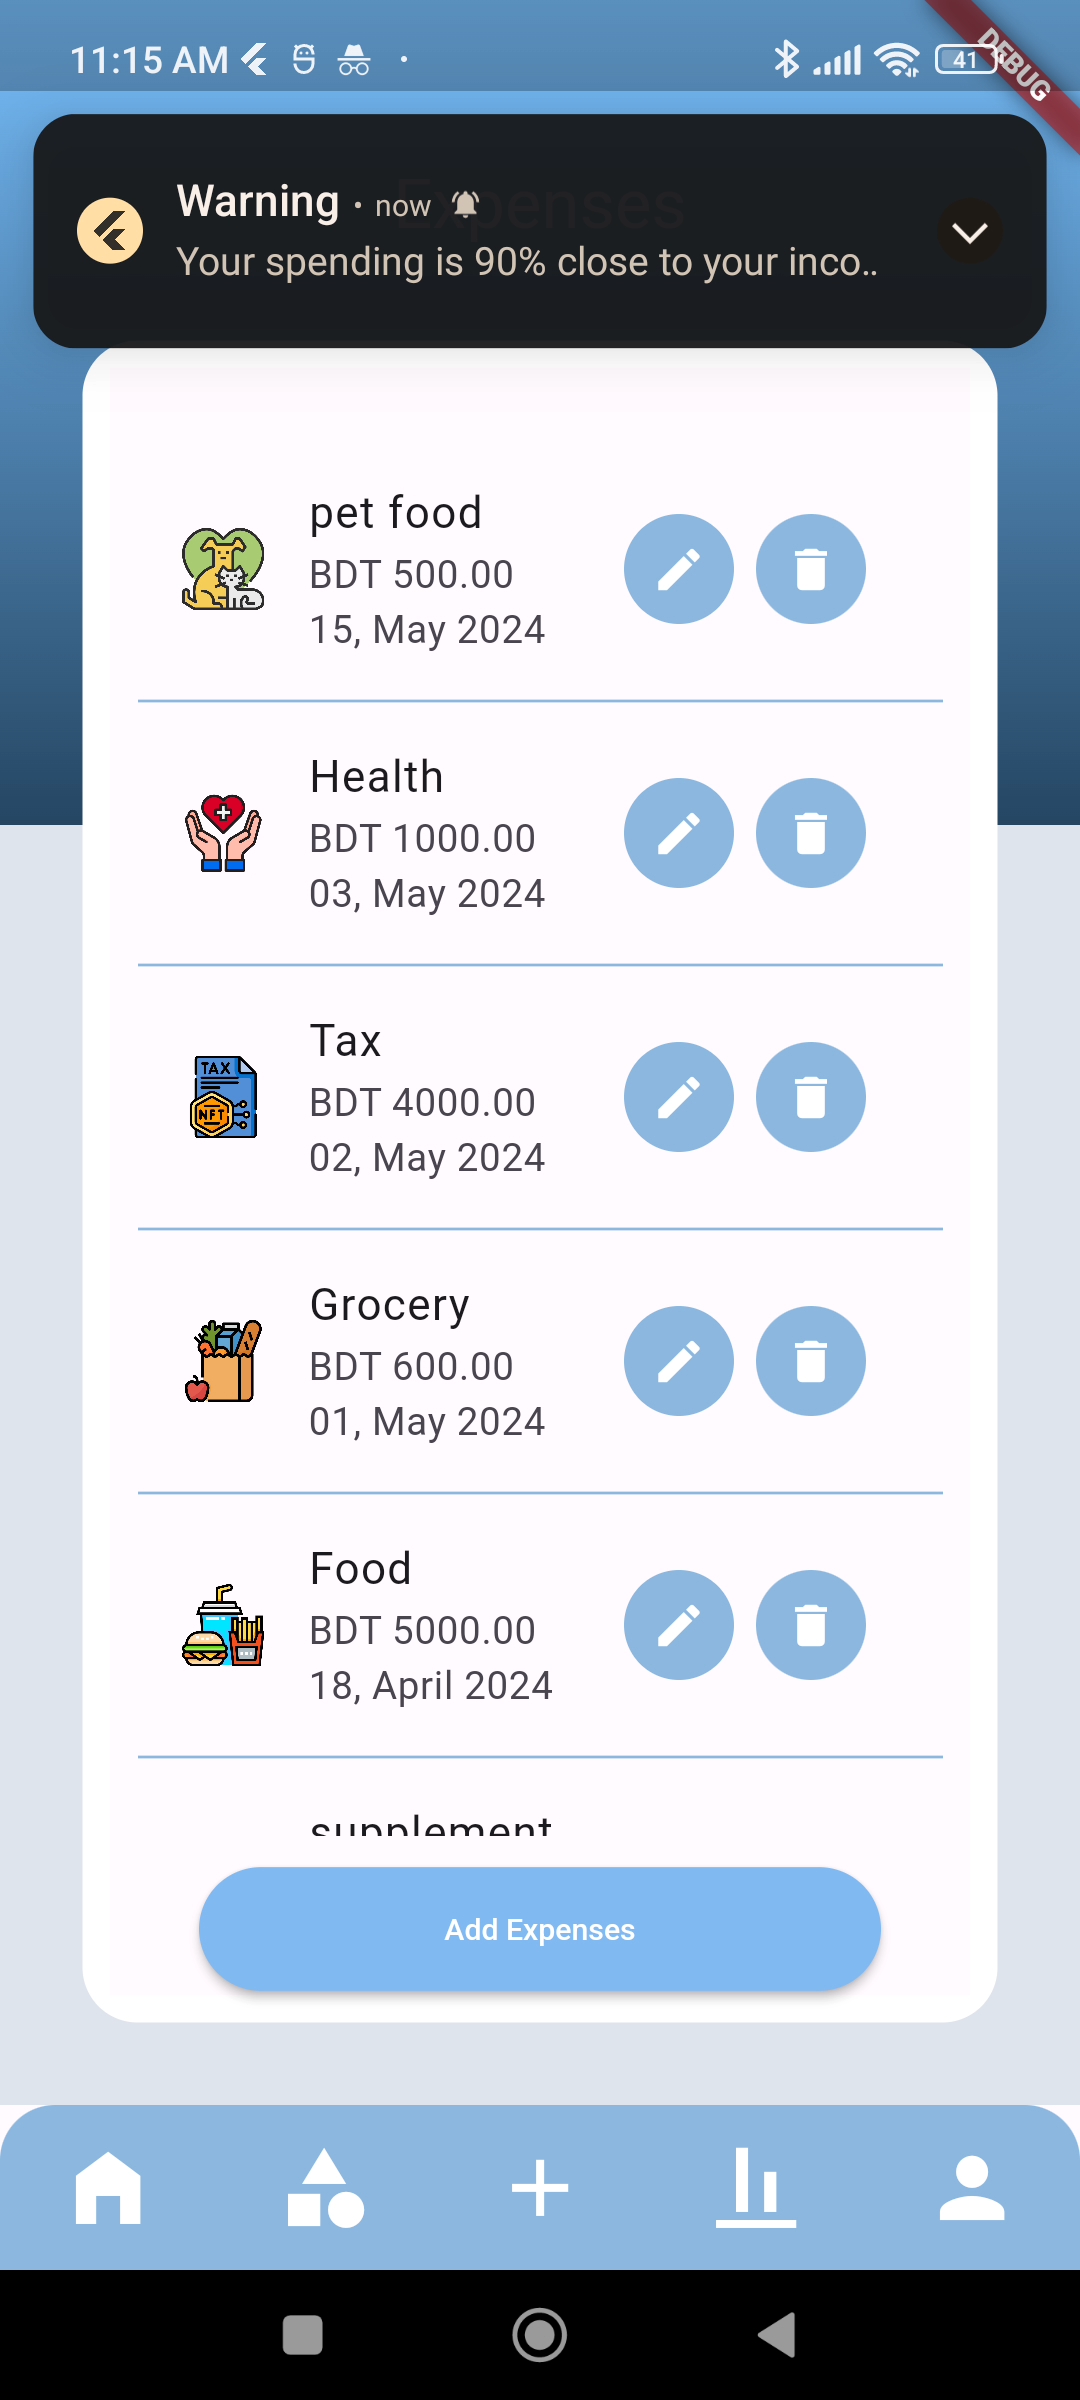 11:15 AM
41
DEBUG
Expenses
Warning • now
Your spending is 90% close to your inco..
pet food
BDT 500.00
15, May 2024
Health
BDT 1000.00
03, May 2024
TAX
NFT
Tax
BDT 4000.00
02, May 2024
Grocery
BDT 600.00
01, May 2024
Food
BDT 5000.00
18, April 2024
supplement
Add Expenses